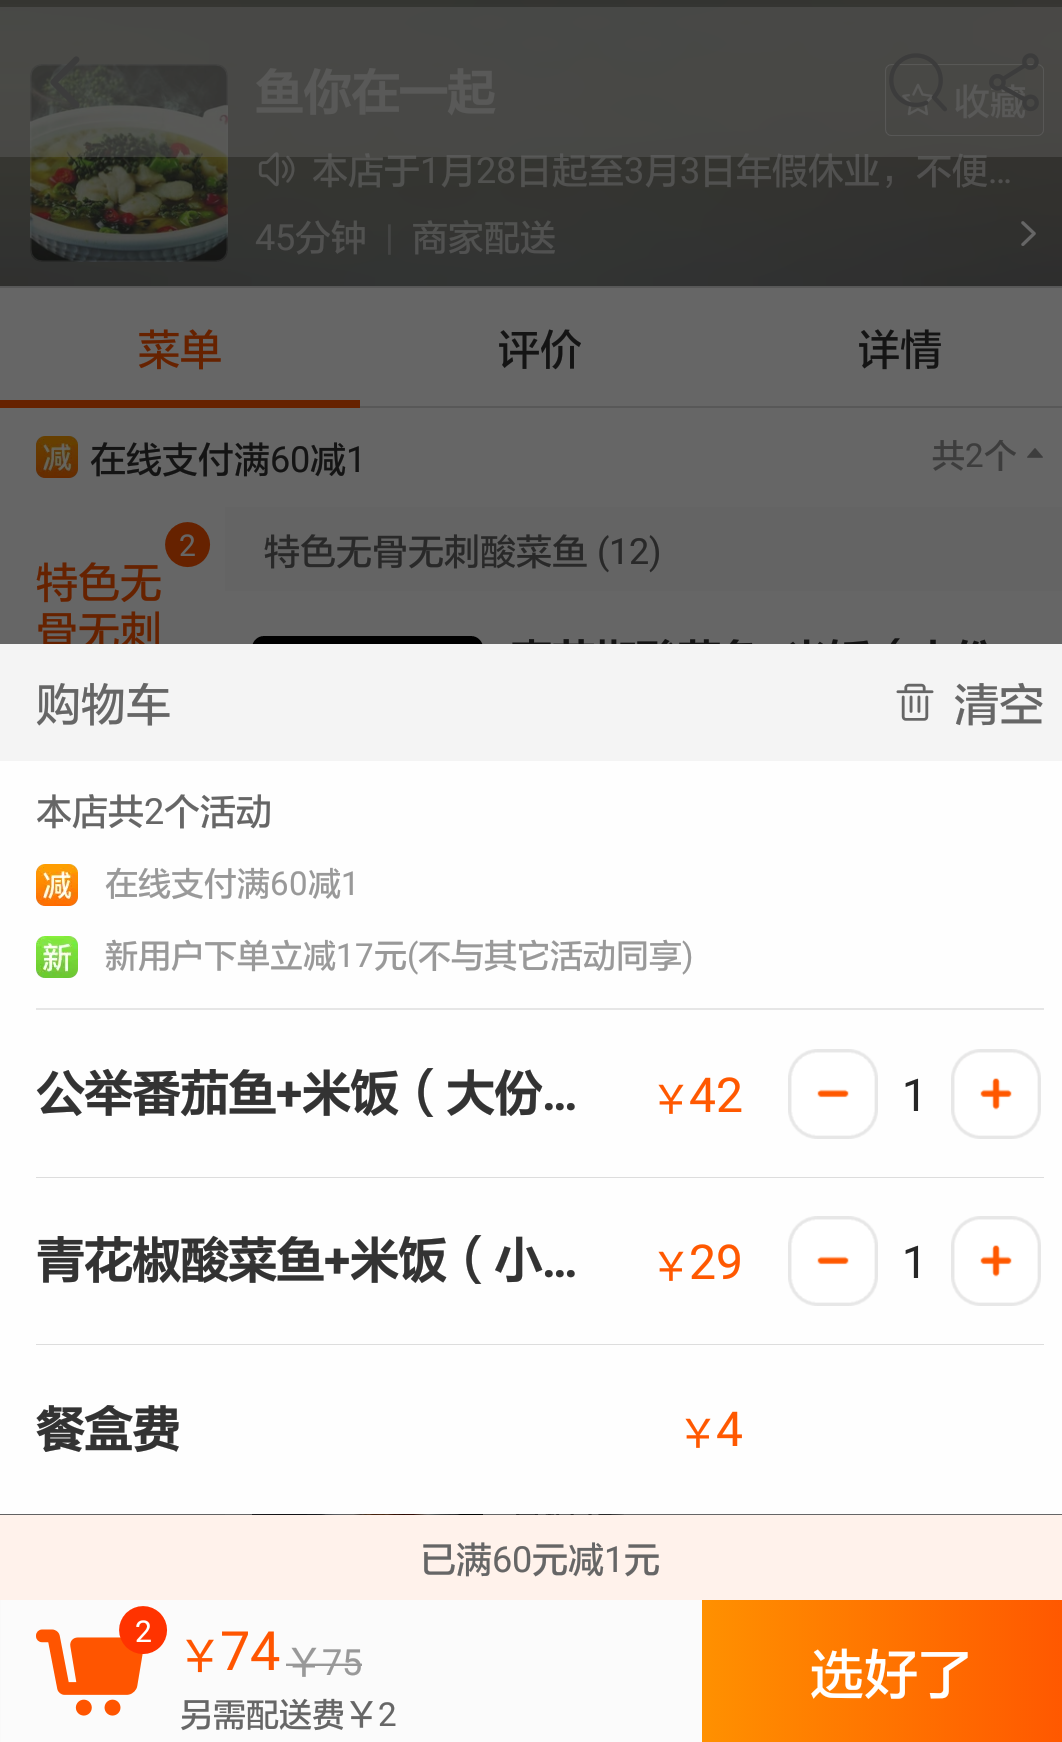 鱼你在一起
收藏
本店于1月28日起至3月3日年假休业，不便...
45分钟 | 商家配送
菜单 评价 详情
减 在线支付满60减1 共2个
2
特色无骨无刺酸菜鱼 (12)
特色无
骨无刺
购物车 清空
本店共2个活动
减 在线支付满60减1
新 新用户下单立减17元(不与其它活动同享)
公举番茄鱼+米饭（大份... ¥42 1
青花椒酸菜鱼+米饭（小... ¥29 1
餐盒费 ¥4
已满60元减1元
2 ¥74 ¥75
另需配送费¥2
选好了